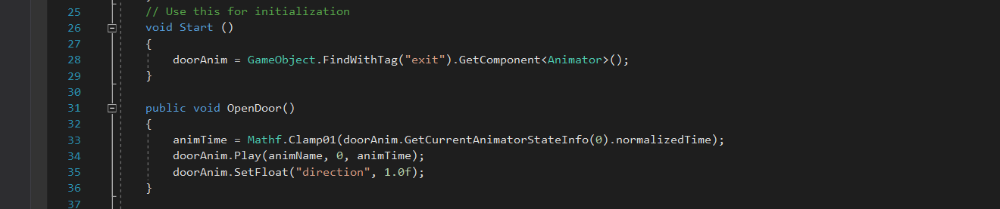 25 // Use this for initialization
26 void Start ()
27 {
28 doorAnim = GameObject.FindWithTag("exit").GetComponent<Animator>();
29 }
30
31 public void OpenDoor()
32 {
33 animTime = Mathf.Clamp01(doorAnim.GetCurrentAnimatorStateInfo(0).normalizedTime);
34 doorAnim.Play(animName, 0, animTime);
35 doorAnim.SetFloat("direction", 1.0f);
36 }
37